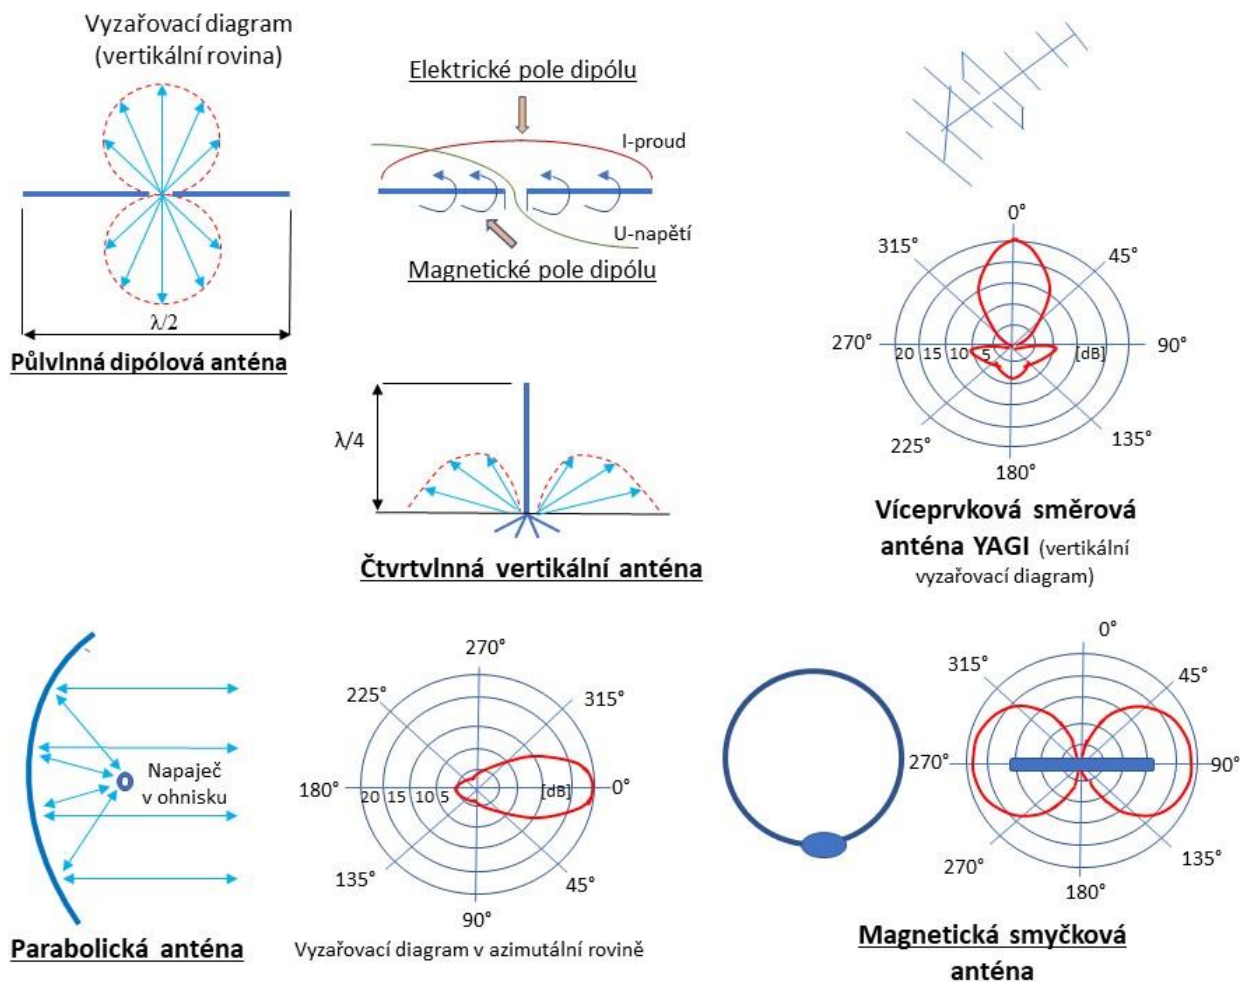 Vyzařovací diagram
(vertikální rovina)
λ/2
Půlvlnná dipólová anténa
Elektrické pole dipólu
I-proud
U-napětí
Magnetické pole dipólu
λ/4
Čtvrtvlnná vertikální anténa
0°
315°
45°
270°
20 15 10 5
[dB]
90°
225°
135°
180°
Víceprvková směrová
anténa YAGI (vertikální
vyzařovací diagram)
Napaječ
v ohnisku
Parabolická anténa
270°
225°
315°
180°
20 15 10 5
[dB]
0°
135°
45°
90°
Vyzařovací diagram v azimutální rovině
0°
315°
45°
270°
90°
270°
135°
180°
Magnetická smyčková
anténa